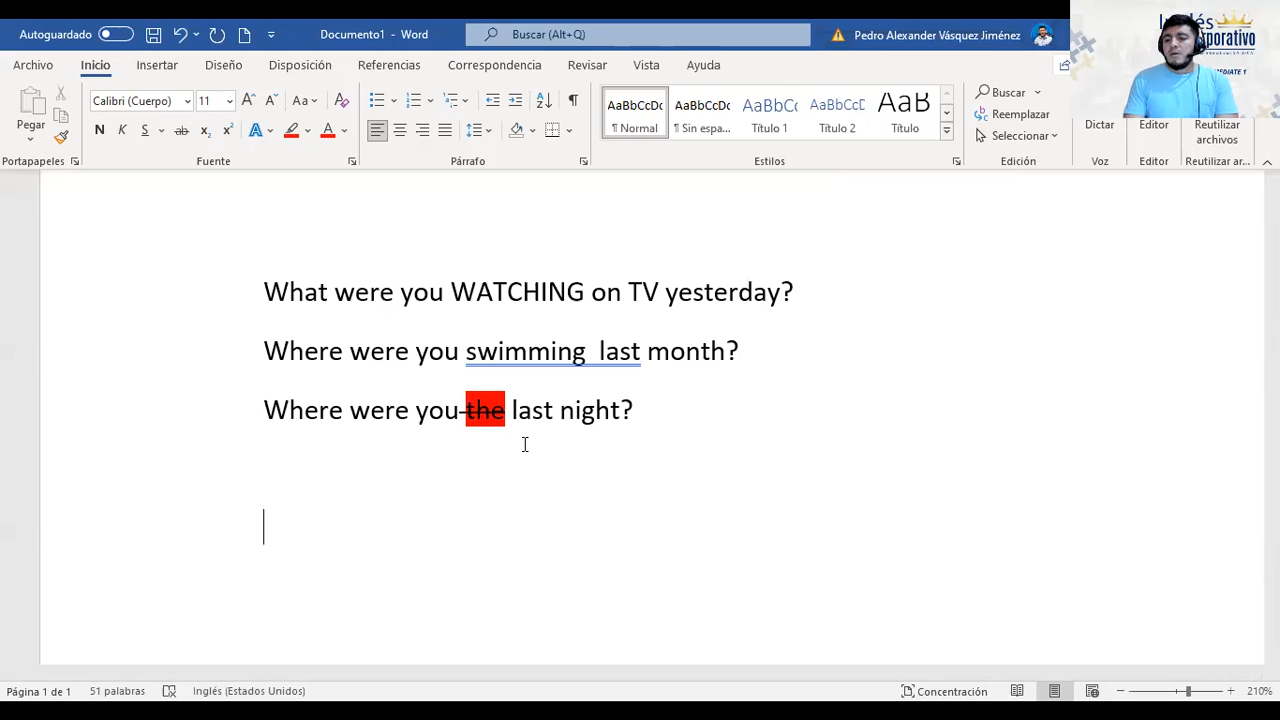 Autoguardado
Documento1 - Word
Buscar (Alt+Q)
Pedro Alexander Vásquez Jiménez
Archivo Inicio Insertar Diseño Disposición Referencias Correspondencia Revisar Vista Ayuda
Pegar
Portapapeles
Calibri (Cuerpo) 11
N K S ab
Fuente
Párrafo
AaBbCcDc AaBbCcDc AaBbCc AaBbCcD AaB
¶ Normal ¶ Sin espa... Título 1 Título 2 Título
Estilos
Buscar
Reemplazar
Seleccionar
Edición
Dictar
Voz
Editor
Editor
Reutilizar archivos
Reutilizar ar...
What were you WATCHING on TV yesterday?
Where were you swimming last month?
Where were you the last night?
Página 1 de 1 51 palabras Inglés (Estados Unidos) Concentración 210%